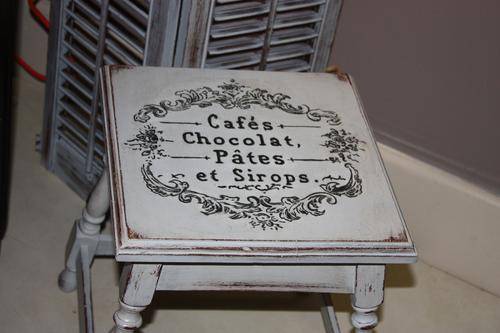 Cafés
Chocolat,
Pâtes
et Sirops.